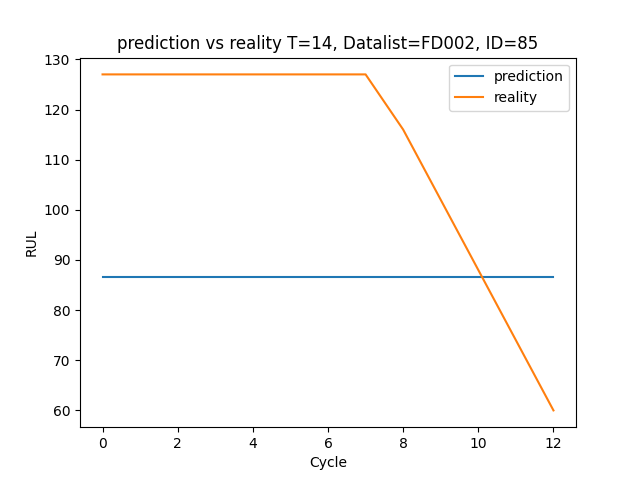 prediction vs reality T=14, Datalist=FD002, ID=85
prediction
reality
RUL
130
120
110
100
90
80
70
60
0 2 4 6 8 10 12
Cycle